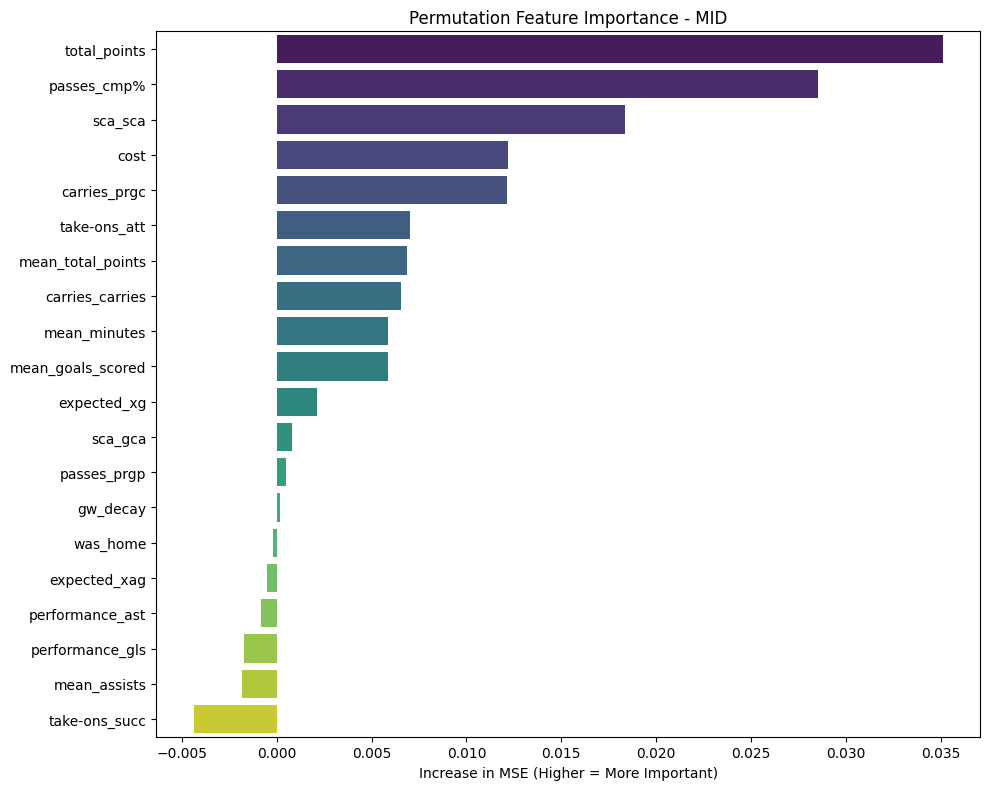 Permutation Feature Importance - MID
total_points
passes_cmp%
sca_sca
cost
carries_prgc
take-ons_att
mean_total_points
carries_carries
mean_minutes
mean_goals_scored
expected_xg
sca_gca
passes_prgp
gw_decay
was_home
expected_xag
performance_ast
performance_gls
mean_assists
take-ons_succ
−0.005 0.000 0.005 0.010 0.015 0.020 0.025 0.030 0.035
Increase in MSE (Higher = More Important)